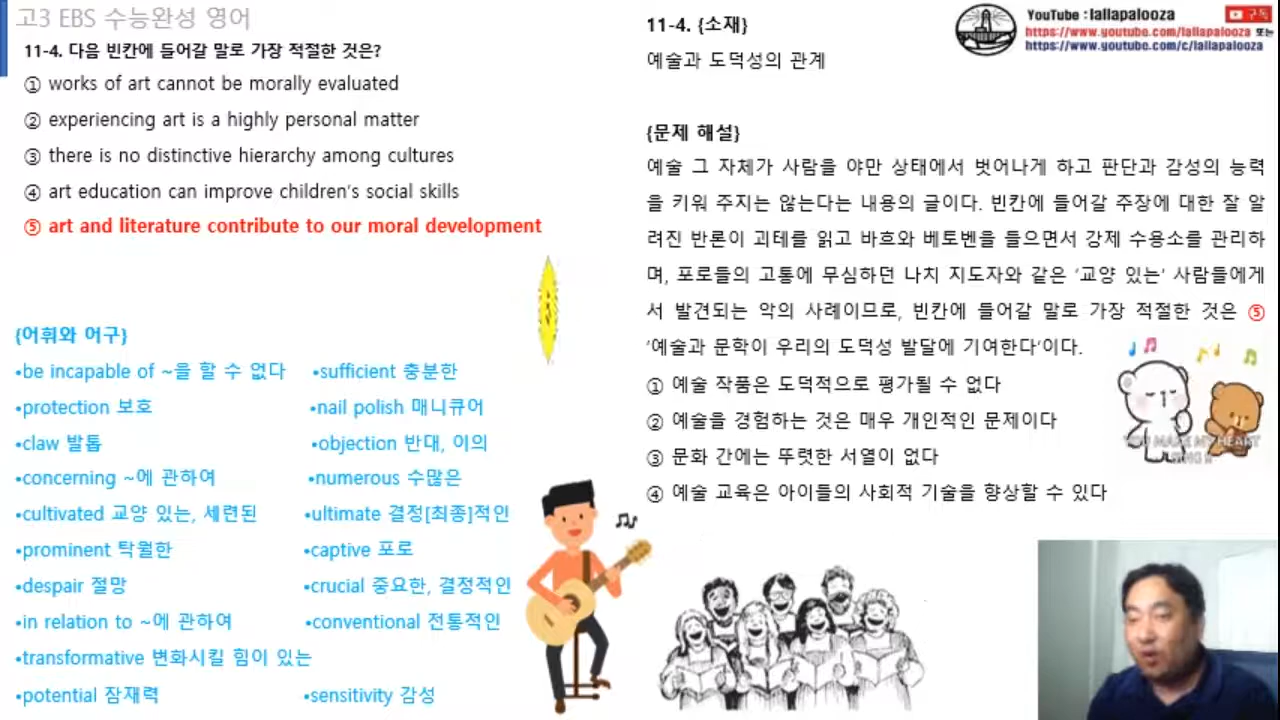 고3 EBS 수능완성 영어
11-4. 다음 빈칸에 들어갈 말로 가장 적절한 것은?
① works of art cannot be morally evaluated
② experiencing art is a highly personal matter
③ there is no distinctive hierarchy among cultures
④ art education can improve children's social skills
⑤ art and literature contribute to our moral development
{어휘와 어구}
•be incapable of ~을 할 수 없다 •sufficient 충분한
•protection 보호 •nail polish 매니큐어
•claw 발톱 •objection 반대, 이의
•concerning ~에 관하여 •numerous 수많은
•cultivated 교양 있는, 세련된 •ultimate 결정[최종]적인
•prominent 탁월한 •captive 포로
•despair 절망 •crucial 중요한, 결정적인
•in relation to ~에 관하여 •conventional 전통적인
•transformative 변화시킬 힘이 있는
•potential 잠재력 •sensitivity 감성
11-4. {소재}
예술과 도덕성의 관계
{문제 해설}
예술 그 자체가 사람을 야만 상태에서 벗어나게 하고 판단과 감성의 능력
을 키워 주지는 않는다는 내용의 글이다. 빈칸에 들어갈 주장에 대한 잘 알
려진 반론이 괴테를 읽고 바흐와 베토벤을 들으면서 강제 수용소를 관리하
며, 포로들의 고통에 무심하던 나치 지도자와 같은 '교양 있는' 사람들에게
서 발견되는 악의 사례이므로, 빈칸에 들어갈 말로 가장 적절한 것은 ⑤
'예술과 문학이 우리의 도덕성 발달에 기여한다'이다.
① 예술 작품은 도덕적으로 평가될 수 없다
② 예술을 경험하는 것은 매우 개인적인 문제이다
③ 문화 간에는 뚜렷한 서열이 없다
④ 예술 교육은 아이들의 사회적 기술을 향상할 수 있다
YouTube : lallapalooza 구독
https://www.youtube.com/lallapalooza 또는
https://www.youtube.com/c/lallapalooza
YOU MAKE MY HEART